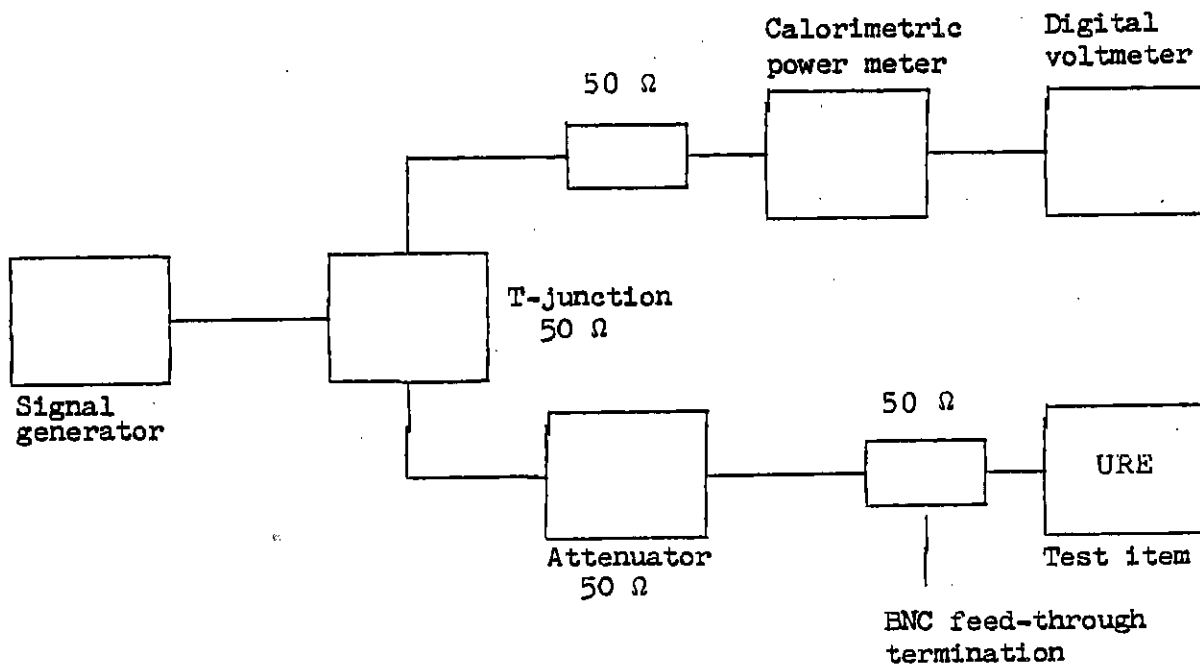 Calorimetric
power meter
Digital
voltmeter
50 Ω
T-junction
50 Ω
Signal
generator
50 Ω
URE
Attenuator
50 Ω
Test item
BNC feed-through
termination